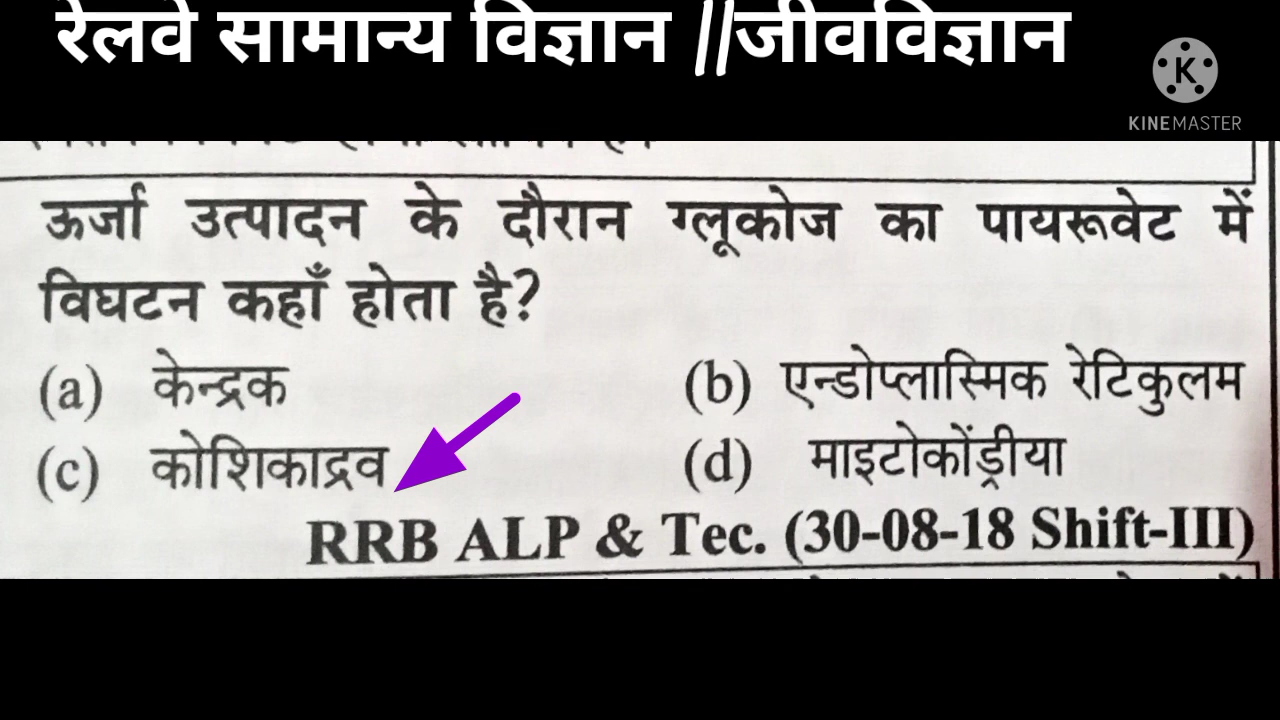 रेलवे सामान्य विज्ञान ||जीवविज्ञान
K
KINEMASTER
ऊर्जा उत्पादन के दौरान ग्लूकोज का पायरूवेट में
विघटन कहाँ होता है?
(a) केन्द्रक (b) एन्डोप्लास्मिक रेटिकुलम
(c) कोशिकाद्रव (d) माइटोकोंड्रीया
RRB ALP & Tec. (30-08-18 Shift-III)